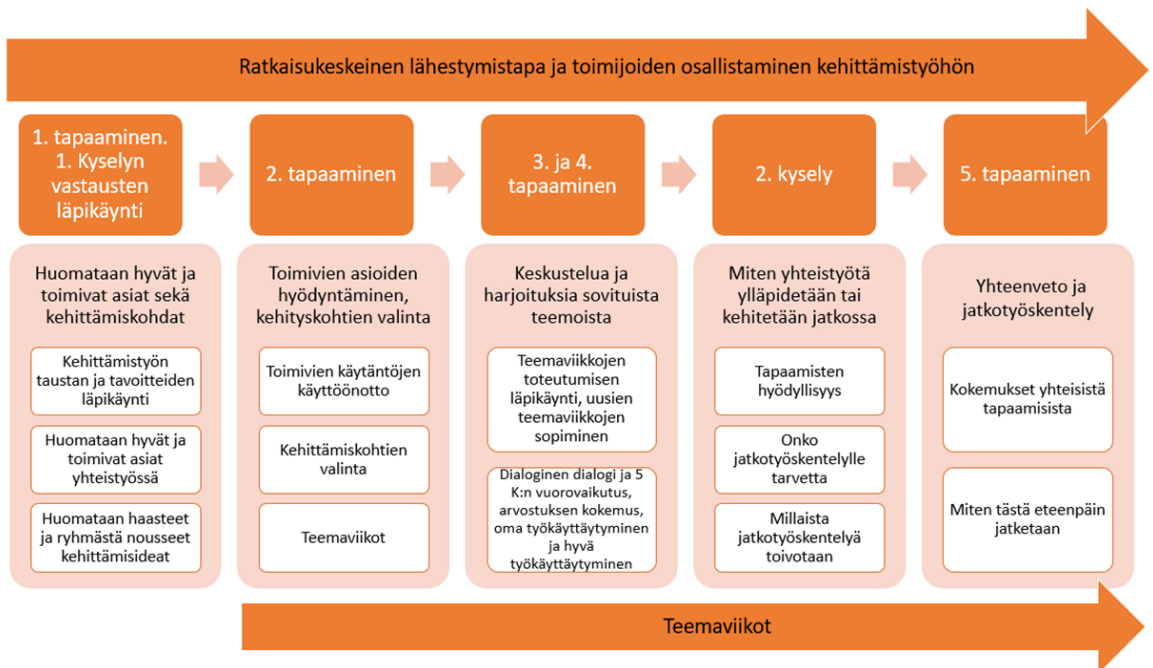 Ratkaisukeskeinen lähestymistapa ja toimijoiden osallistaminen kehittämistyöhön
1. tapaaminen.
1. Kyselyn
vastausten
läpikäynti
2. tapaaminen
3. ja 4.
tapaaminen
2. kysely
5. tapaaminen
Huomataan hyvät ja
toimivat asiat sekä
kehittämiskohdat
Kehittämistyön
taustan ja tavoitteiden
läpikäynti
Huomataan hyvät ja
toimivat asiat
yhteistyössä
Huomataan haasteet
ja ryhmästä nousseet
kehittämisideat
Toimivien asioiden
hyödyntäminen,
kehityskohtien valinta
Toimivien käytäntöjen
käyttöönotto
Kehittämiskohtien
valinta
Teemaviikot
Keskustelua ja
harjoituksia sovituista
teemoista
Teemaviikkojen
toteutumisen
läpikäynti, uusien
teemaviikkojen
sopiminen
Dialoginen dialogi ja 5
K:n vuorovaikutus,
arvostuksen kokemus,
oma työkäyttäytyminen
ja hyvä
työkäyttäytyminen
Miten yhteistyötä
ylläpidetään tai
kehitetään jatkossa
Tapaamisten
hyödyllisyys
Onko
jatkotyöskentelylle
tarvetta
Millaista
jatkotyöskentelyä
toivotaan
Yhteenveto ja
jatkotyöskentely
Kokemukset yhteisistä
tapaamisista
Miten tästä eteenpäin
jatketaan
Teemaviikot